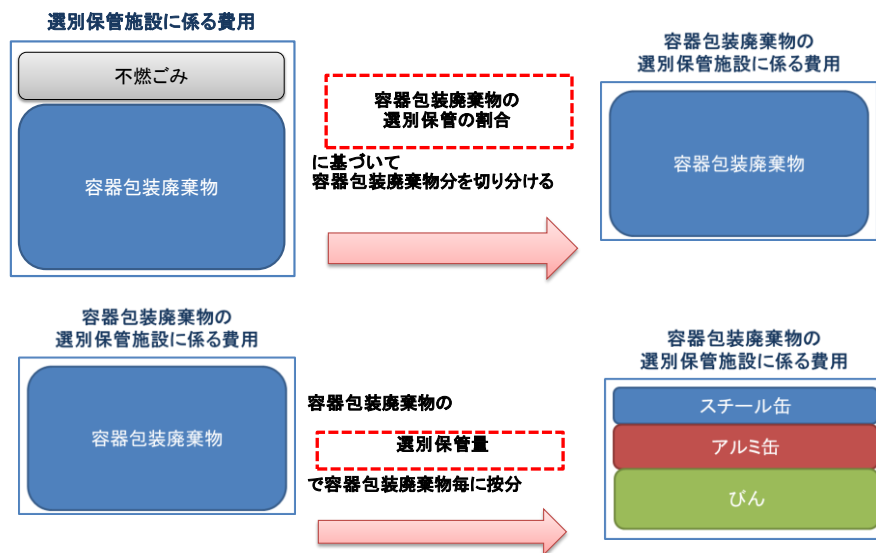 選別保管施設に係る費用
不燃ごみ
容器包装廃棄物
容器包装廃棄物の
選別保管の割合
に基づいて
容器包装廃棄物分を切り分ける
容器包装廃棄物の
選別保管施設に係る費用
容器包装廃棄物
容器包装廃棄物の
選別保管施設に係る費用
容器包装廃棄物
容器包装廃棄物の
選別保管量
で容器包装廃棄物毎に按分
容器包装廃棄物の
選別保管施設に係る費用
スチール缶
アルミ缶
びん